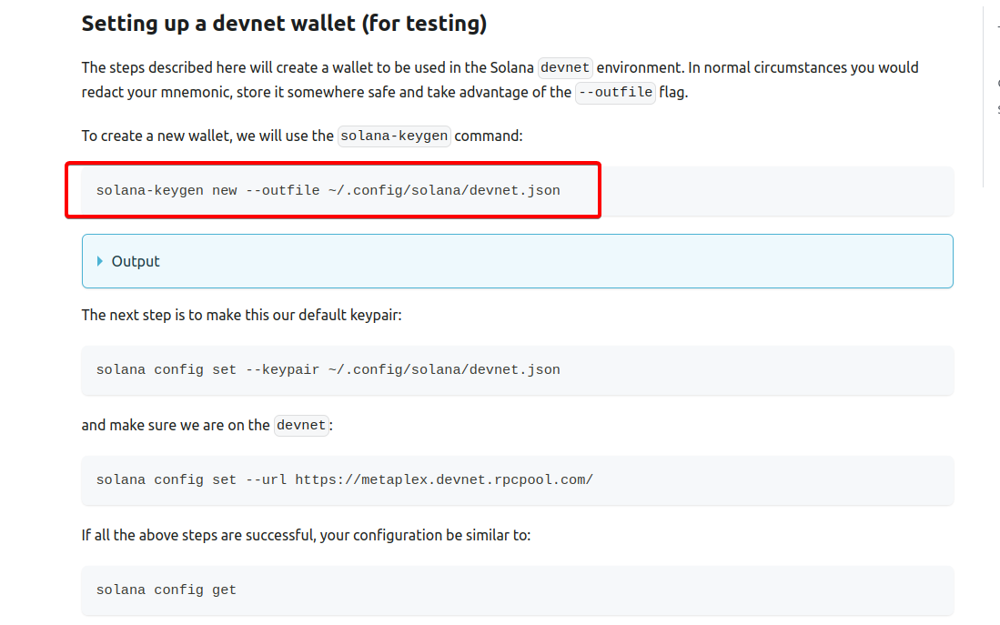 Setting up a devnet wallet (for testing)
The steps described here will create a wallet to be used in the Solana devnet environment. In normal circumstances you would
redact your mnemonic, store it somewhere safe and take advantage of the --outfile flag.
To create a new wallet, we will use the solana-keygen command:
solana-keygen new --outfile ~/.config/solana/devnet.json
Output
The next step is to make this our default keypair:
solana config set --keypair ~/.config/solana/devnet.json
and make sure we are on the devnet:
solana config set --url https://metaplex.devnet.rpcpool.com/
If all the above steps are successful, your configuration be similar to:
solana config get